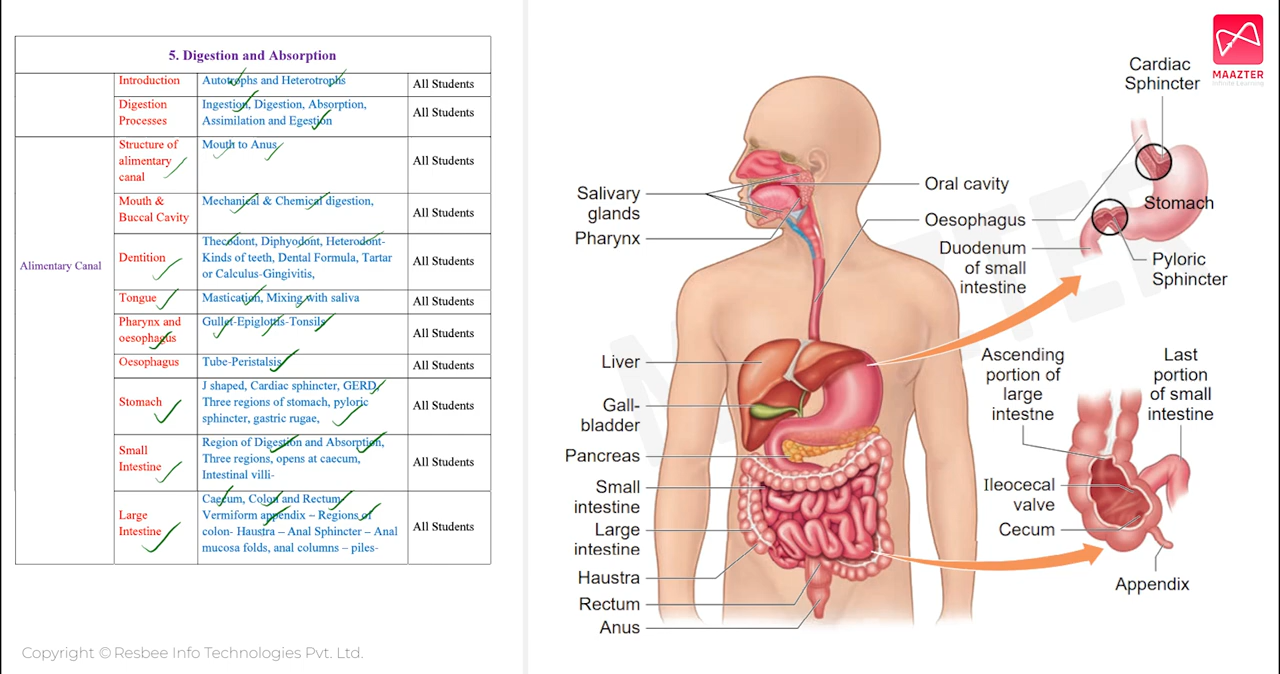 5. Digestion and Absorption
Introduction
Autotrophs and Heterotrophs
All Students
Digestion
Processes
Ingestion, Digestion, Absorption,
Assimilation and Egestion
All Students
Alimentary Canal
Structure of
alimentary
canal
Mouth to Anus
All Students
Mouth &
Buccal Cavity
Mechanical & Chemical digestion,
All Students
Dentition
Thecodont, Diphyodont, Heterodont-
Kinds of teeth, Dental Formula, Tartar
or Calculus-Gingivitis,
All Students
Tongue
Mastication, Mixing with saliva
All Students
Pharynx and
oesophagus
Gullet-Epiglottis-Tonsils
All Students
Oesophagus
Tube-Peristalsis
All Students
Stomach
J shaped, Cardiac sphincter, GERD,
Three regions of stomach, pyloric
sphincter, gastric rugae,
All Students
Small
Intestine
Region of Digestion and Absorption,
Three regions, opens at caecum,
Intestinal villi-
All Students
Large
Intestine
Caecum, Colon and Rectum
Vermiform appendix – Regions of
colon- Haustra – Anal Sphincter – Anal
mucosa folds, anal columns – piles-
All Students
Copyright © Resbee Info Technologies Pvt. Ltd.
MAAZTER
Infinite Learning
MAAZTER
Cardiac
Sphincter
Salivary
glands
Pharynx
Oral cavity
Oesophagus
Duodenum
of small
intestine
Stomach
Pyloric
Sphincter
Liver
Gall-
bladder
Pancreas
Small
intestine
Large
intestine
Haustra
Rectum
Anus
Ascending
portion of
large
intestne
Last
portion
of small
intestine
Ileocecal
valve
Cecum
Appendix